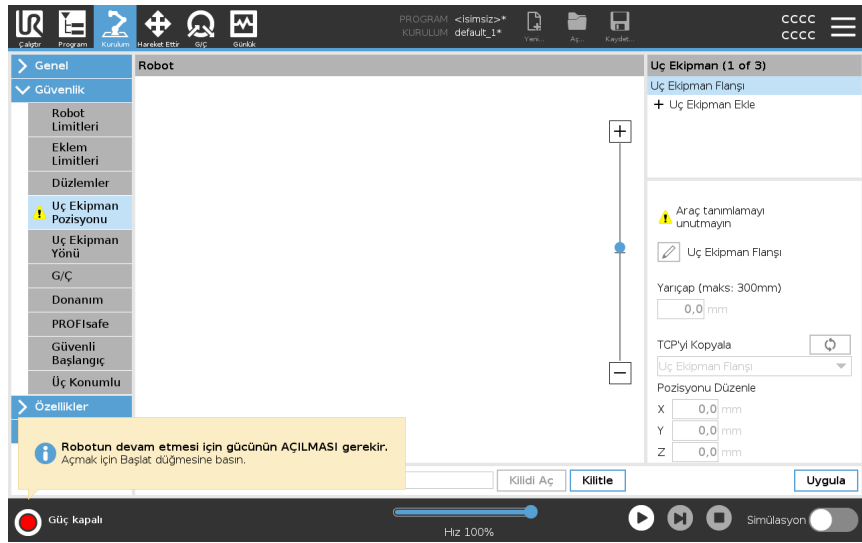 UR
PROGRAM <isimsiz>*
KURULUM default_1*
cccc
cccc
Çalıştır Program Kurulum Hareket Ettir G/Ç Günlük Yeni... Aç... Kaydet...
Genel
Güvenlik
Robot
Limitleri
Eklem
Limitleri
Düzlemler
Uç Ekipman
Pozisyonu
Uç Ekipman
Yönü
G/Ç
Donanım
PROFIsafe
Güvenli
Başlangıç
Üç Konumlu
Özellikler
Robot
Uç Ekipman (1 of 3)
Uç Ekipman Flanşı
+ Uç Ekipman Ekle
Araç tanımlamayı
unutmayın
Uç Ekipman Flanşı
Yarıçap (maks: 300mm)
0,0 mm
TCP'yi Kopyala
Uç Ekipman Flanşı
Pozisyonu Düzenle
X 0,0 mm
Y 0,0 mm
Z 0,0 mm
Robotun devam etmesi için gücünün AÇILMASI gerekir.
Açmak için Başlat düğmesine basın.
Kilidi Aç Kilitle Uygula
Güç kapalı
Hız 100%
Simülasyon